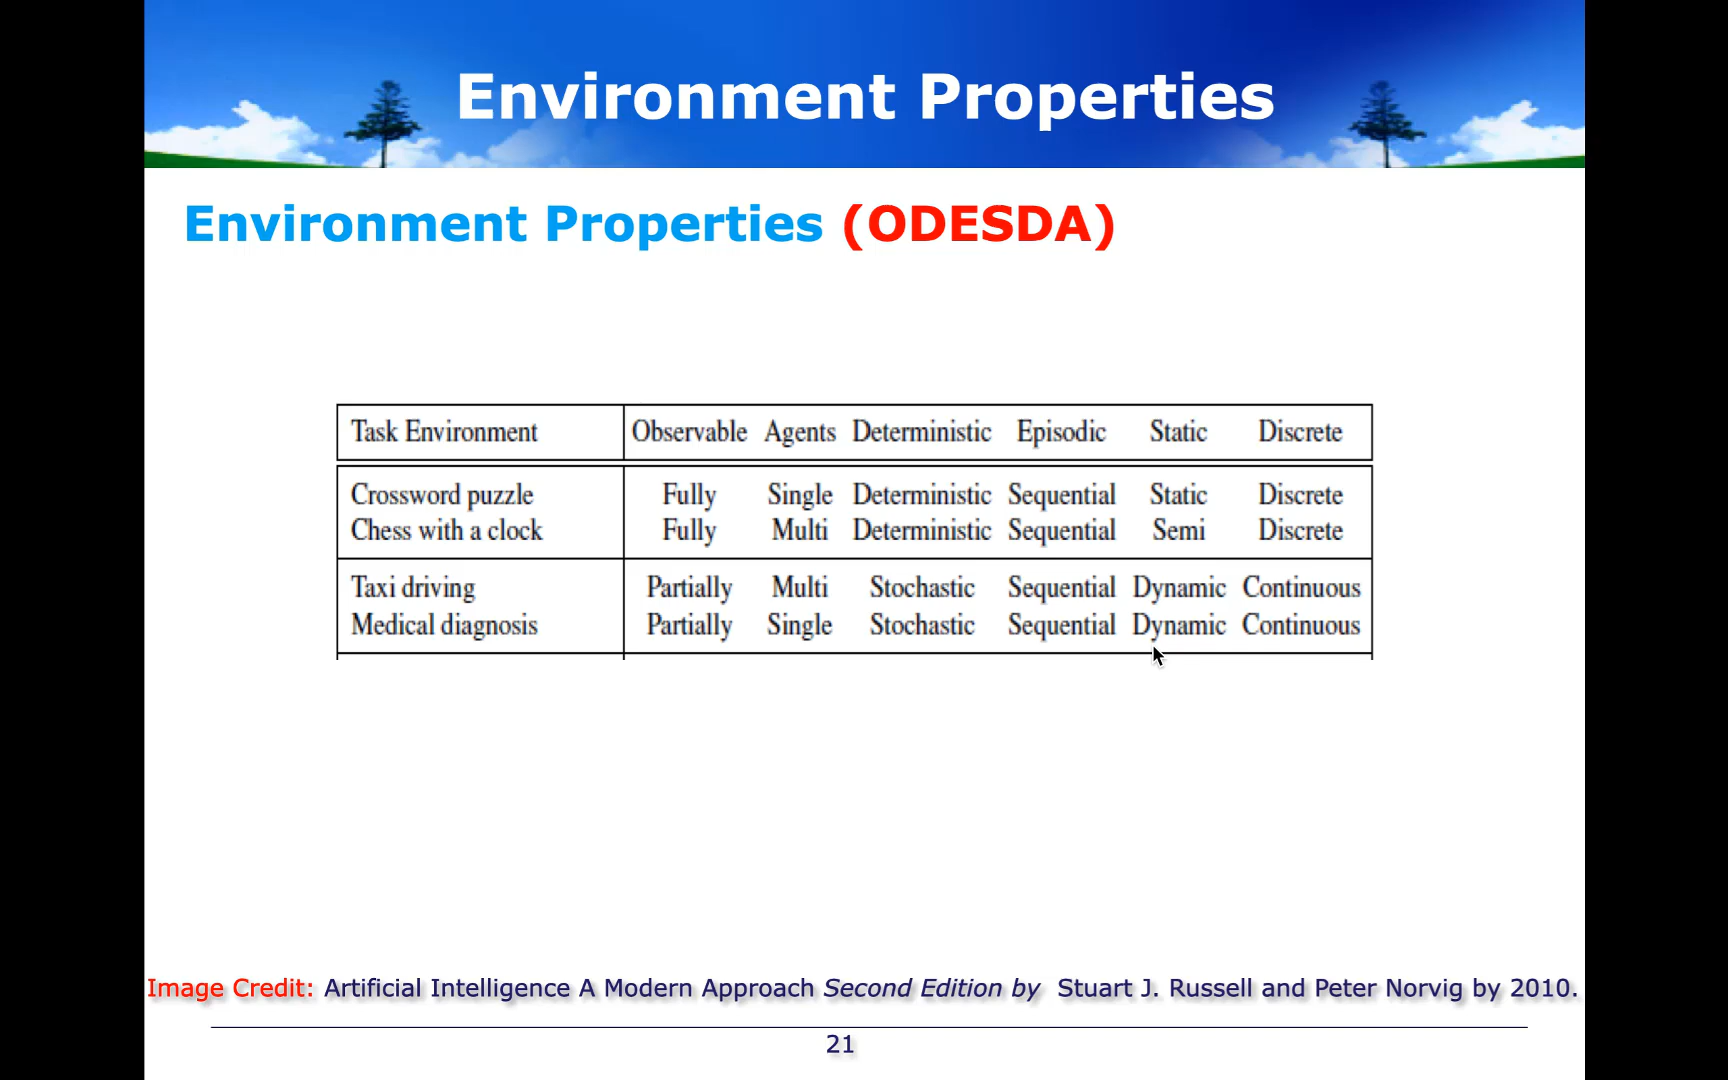 Environment Properties
Environment Properties (ODESDA)
Task Environment Observable Agents Deterministic Episodic Static Discrete
Crossword puzzle Fully Single Deterministic Sequential Static Discrete
Chess with a clock Fully Multi Deterministic Sequential Semi Discrete
Taxi driving Partially Multi Stochastic Sequential Dynamic Continuous
Medical diagnosis Partially Single Stochastic Sequential Dynamic Continuous
Image Credit: Artificial Intelligence A Modern Approach Second Edition by Stuart J. Russell and Peter Norvig by 2010.
21